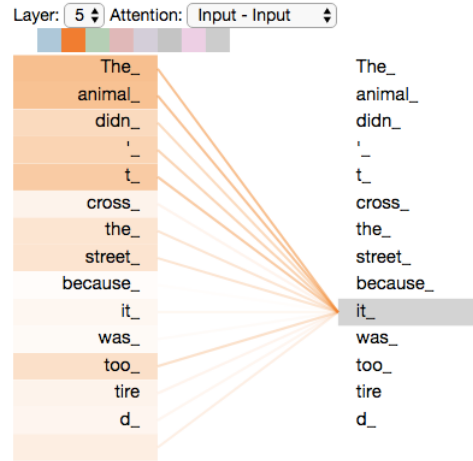 Layer: 5 Attention: Input - Input
The_ The_
animal_ animal_
didn_ didn_
'_ '_
t_ t_
cross_ cross_
the_ the_
street_ street_
because_ because_
it_ it_
was_ was_
too_ too_
tire tire
d_ d_